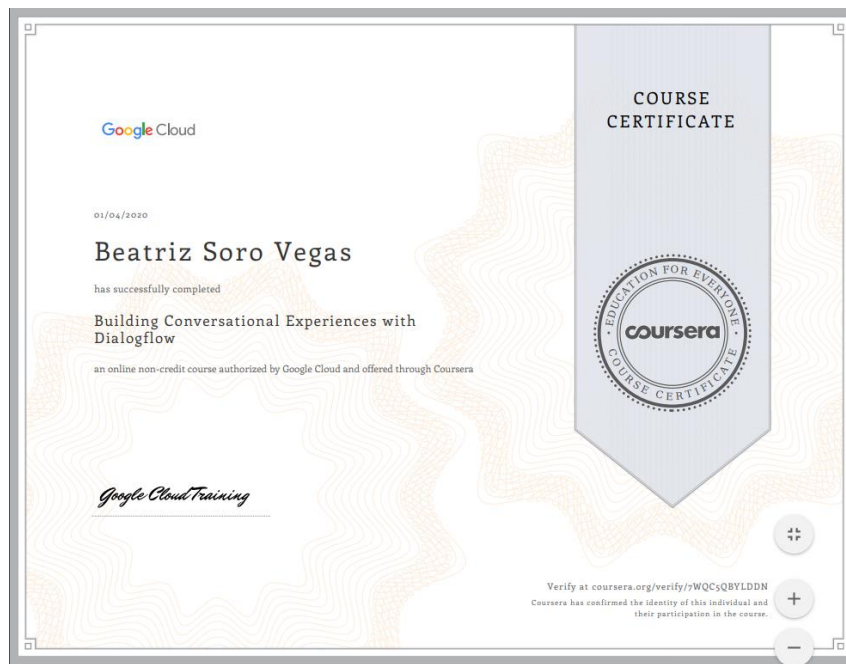 Google Cloud
01/04/2020
Beatriz Soro Vegas
has successfully completed
Building Conversational Experiences with
Dialogflow
an online non-credit course authorized by Google Cloud and offered through Coursera
Google Cloud Training
COURSE
CERTIFICATE
EDUCATION FOR EVERYONE
coursera
COURSE CERTIFICATE
Verify at coursera.org/verify/7WQC5QBYLDDN
Coursera has confirmed the identity of this individual and
their participation in the course.